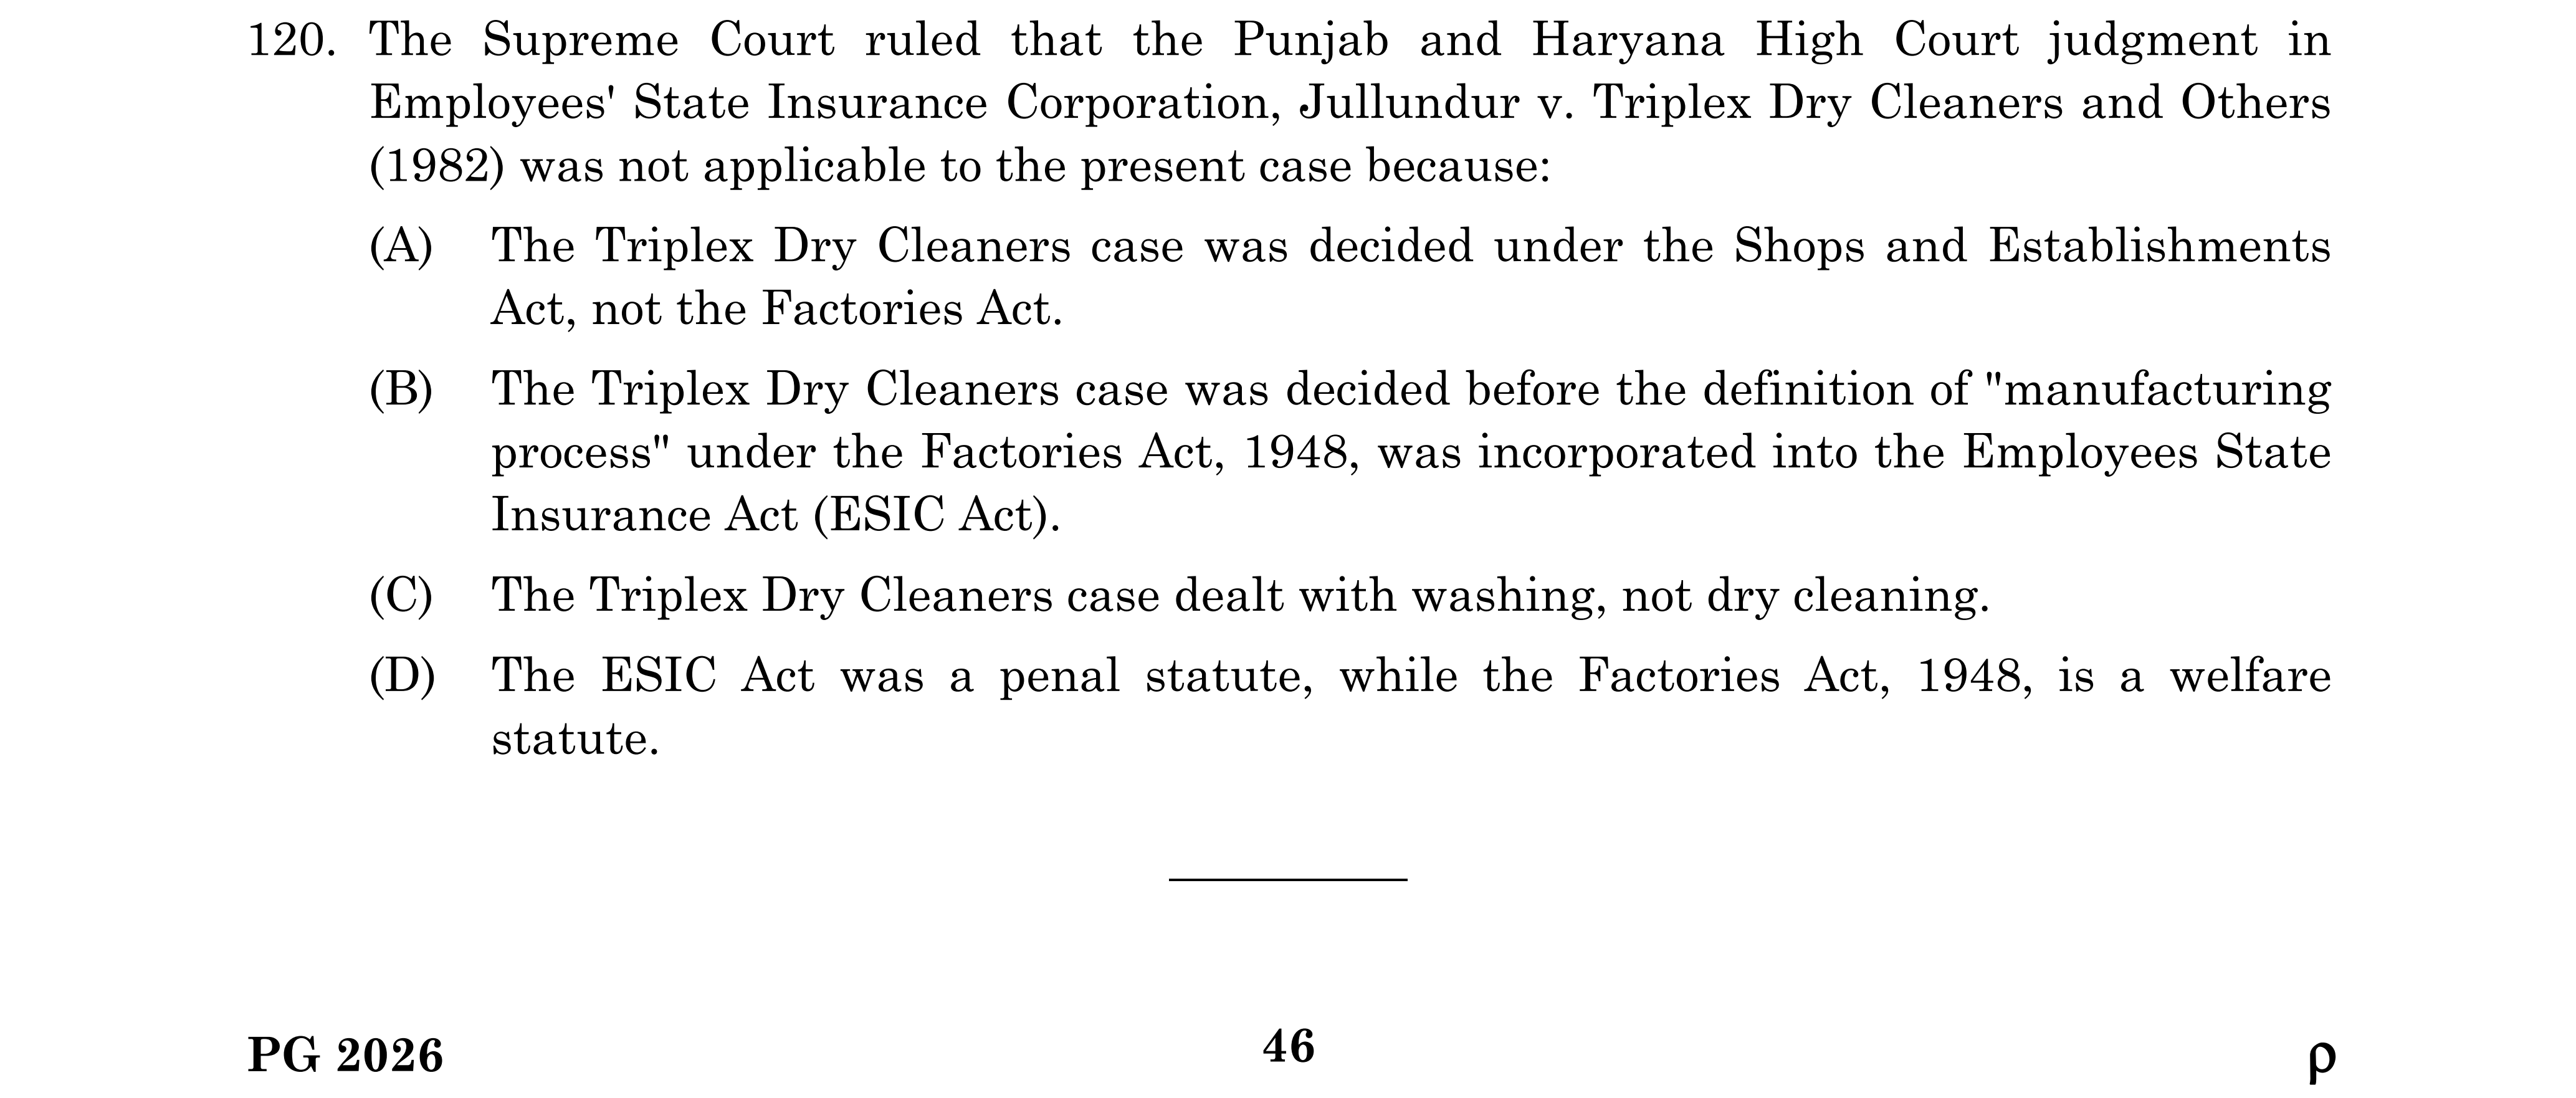 120. The Supreme Court ruled that the Punjab and Haryana High Court judgment in
Employees' State Insurance Corporation, Jullundur v. Triplex Dry Cleaners and Others
(1982) was not applicable to the present case because:
(A) The Triplex Dry Cleaners case was decided under the Shops and Establishments
Act, not the Factories Act.
(B) The Triplex Dry Cleaners case was decided before the definition of "manufacturing
process" under the Factories Act, 1948, was incorporated into the Employees State
Insurance Act (ESIC Act).
(C) The Triplex Dry Cleaners case dealt with washing, not dry cleaning.
(D) The ESIC Act was a penal statute, while the Factories Act, 1948, is a welfare
statute.
PG 2026 46 ρ